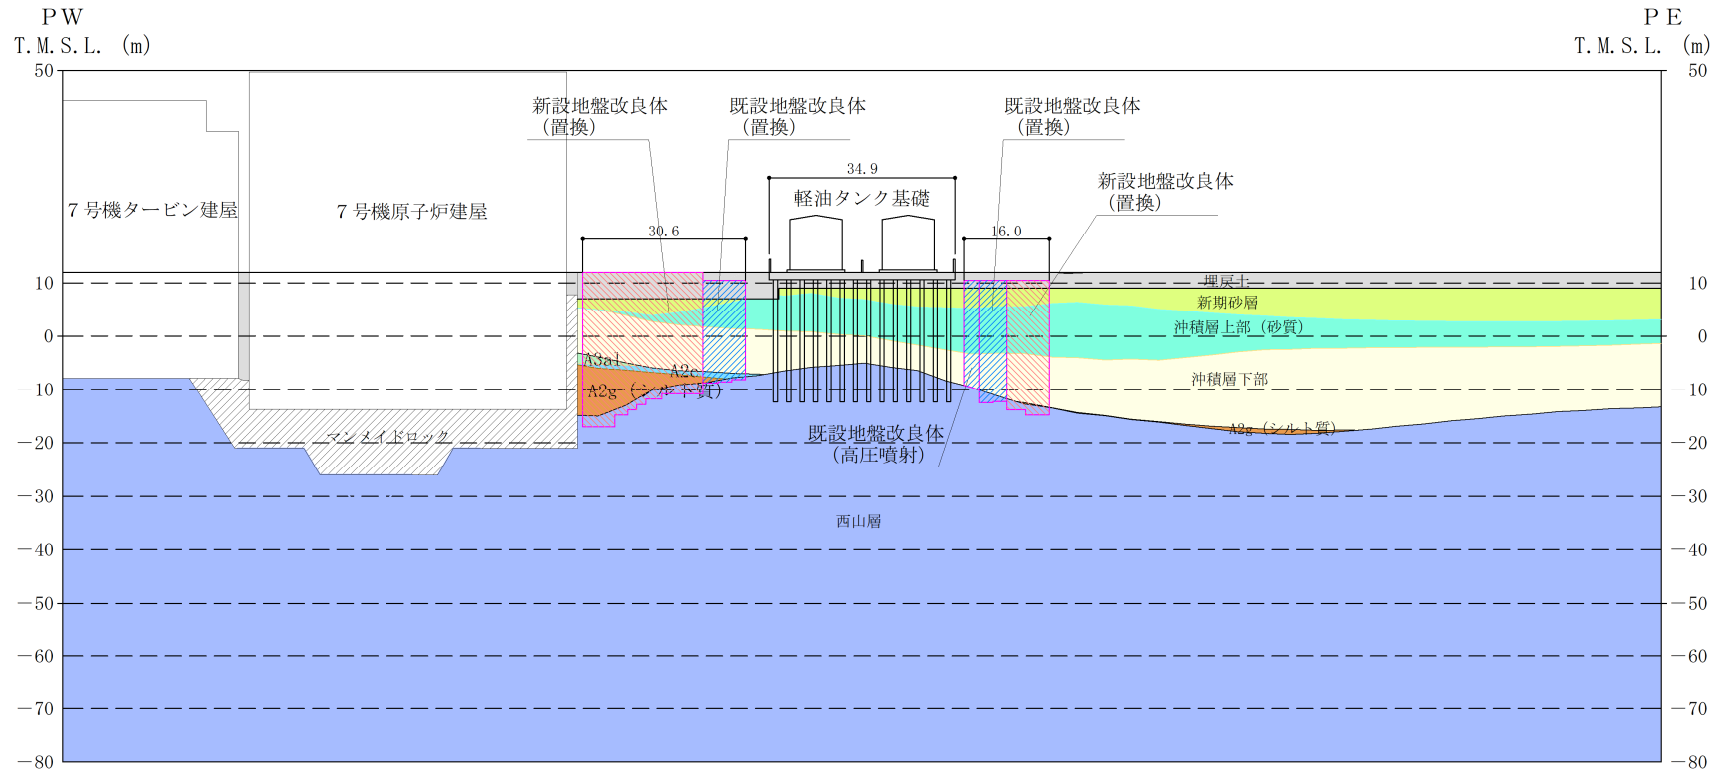 ＰＷ
ＰＥ
T.M.S.L. (m)
T.M.S.L. (m)
50
50
新設地盤改良体
（置換）
既設地盤改良体
（置換）
既設地盤改良体
（置換）
34.9
軽油タンク基礎
新設地盤改良体
（置換）
７号機タービン建屋
７号機原子炉建屋
30.6
16.0
10
埋戻土
10
新期砂層
沖積層上部（砂質）
0
0
A3al
A2c
沖積層下部
－10
A2g（シルト質）
－10
マンメイドロック
既設地盤改良体
（高圧噴射）
A2g（シルト質）
－20
－20
－30
－30
西山層
－40
－40
－50
－50
－60
－60
－70
－70
－80
－80